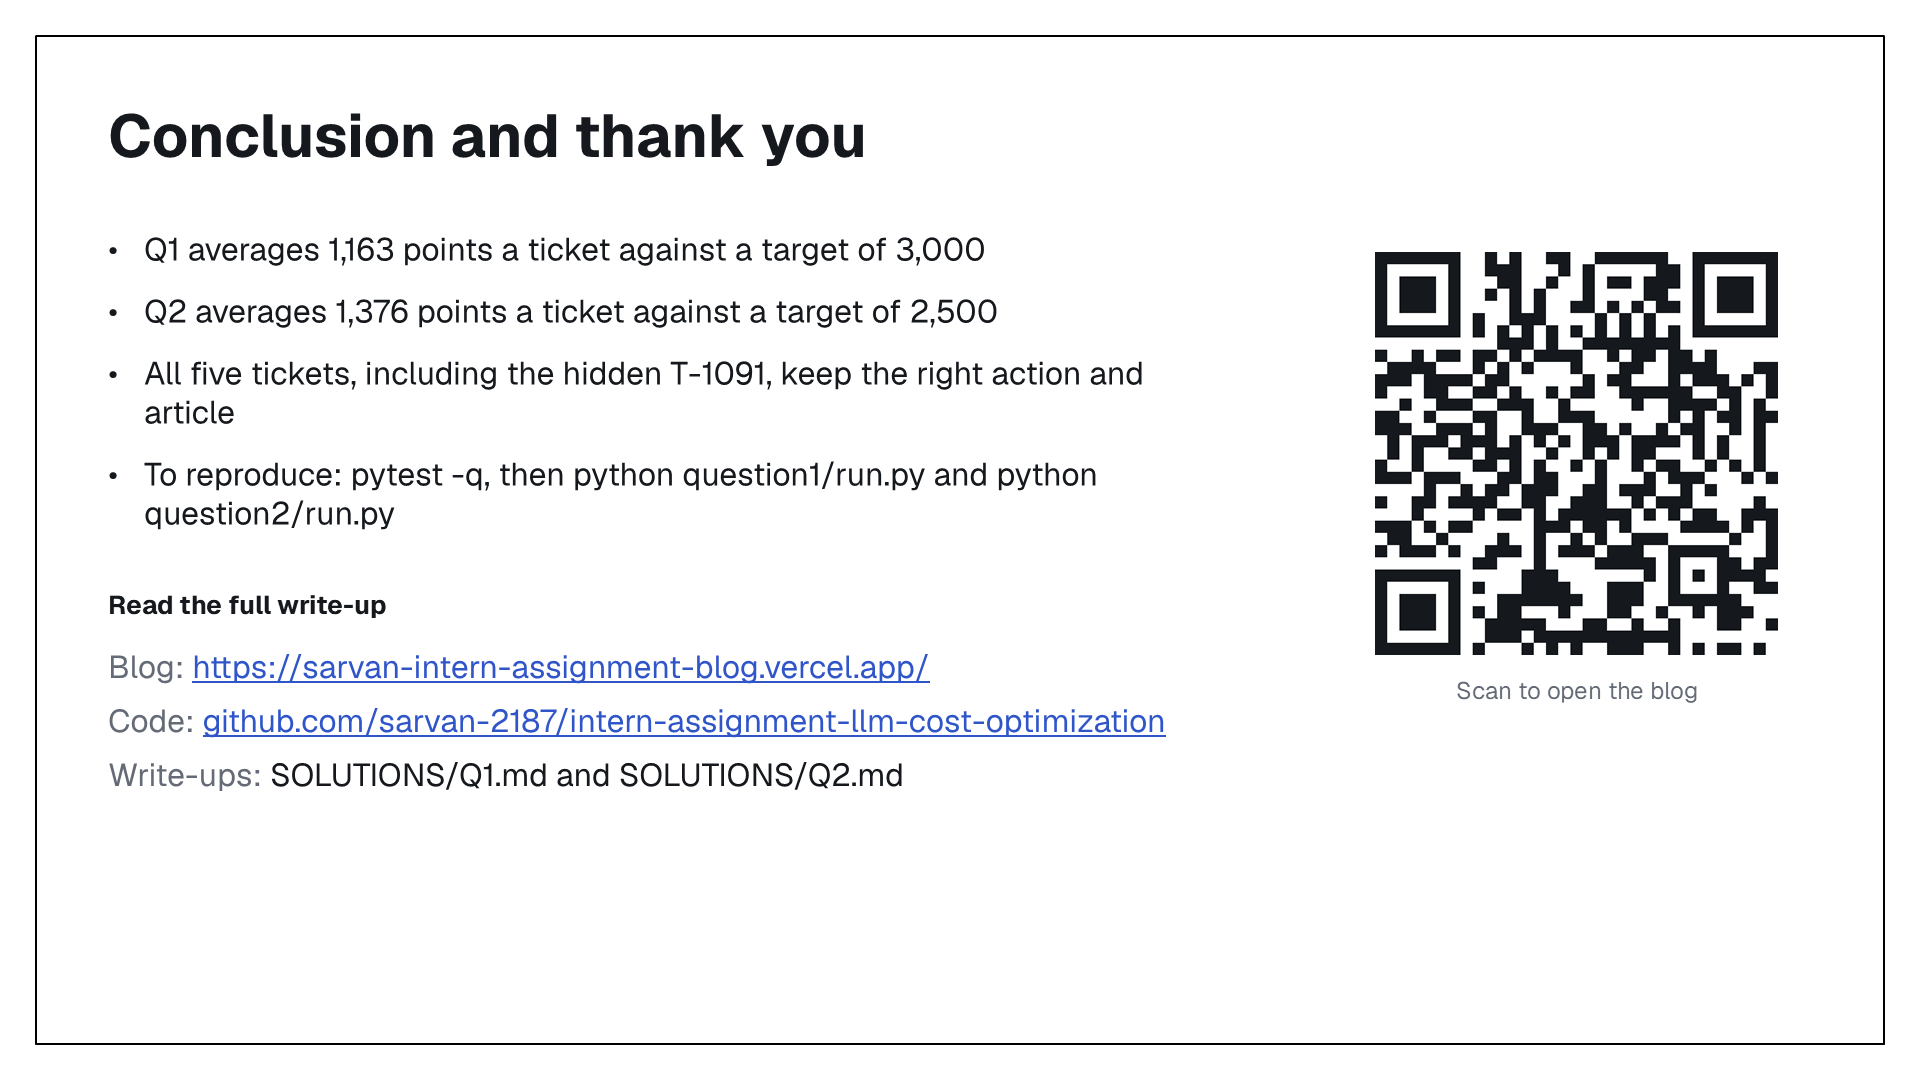 Conclusion and thank you
• Q1 averages 1,163 points a ticket against a target of 3,000
• Q2 averages 1,376 points a ticket against a target of 2,500
• All five tickets, including the hidden T-1091, keep the right action and
article
• To reproduce: pytest -q, then python question1/run.py and python
question2/run.py
Read the full write-up
Blog: https://sarvan-intern-assignment-blog.vercel.app/
Code: github.com/sarvan-2187/intern-assignment-llm-cost-optimization
Write-ups: SOLUTIONS/Q1.md and SOLUTIONS/Q2.md
Scan to open the blog